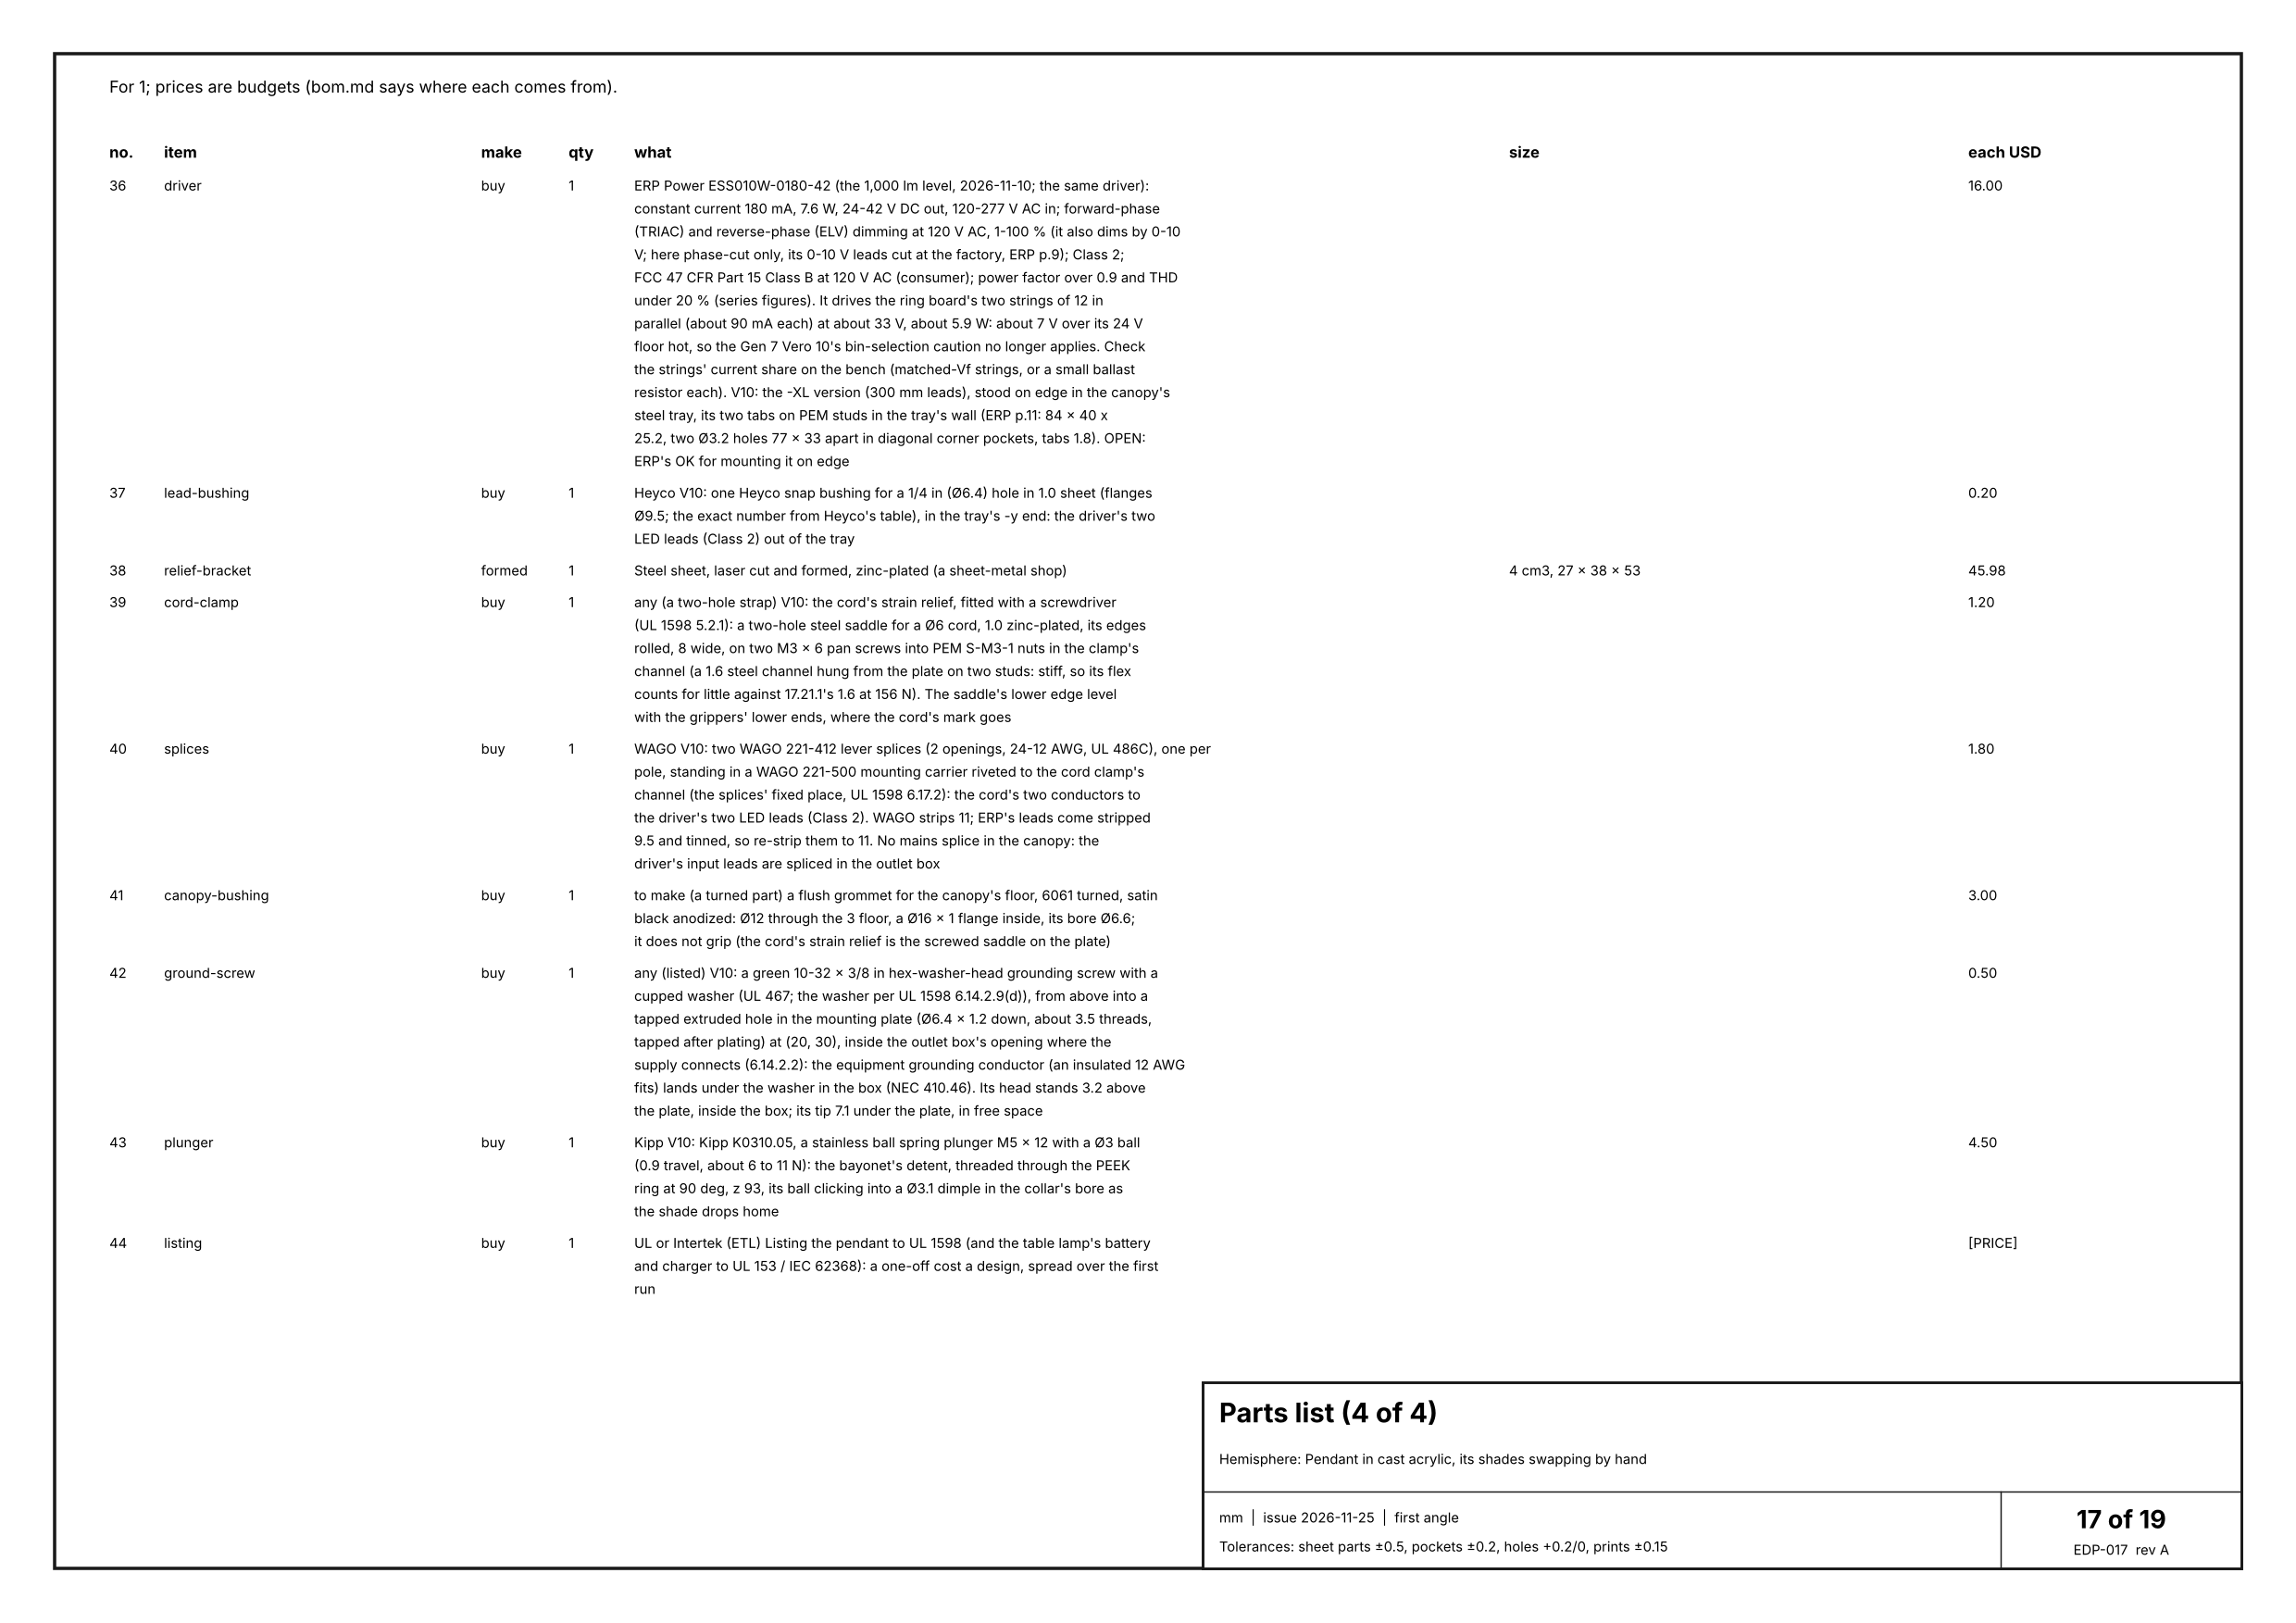 For 1; prices are budgets (bom.md says where each comes from).
no. item make qty what size each USD
36 driver buy 1 ERP Power ESS010W-0180-42 (the 1,000 lm level, 2026-11-10; the same driver): 16.00
constant current 180 mA, 7.6 W, 24-42 V DC out, 120-277 V AC in; forward-phase
(TRIAC) and reverse-phase (ELV) dimming at 120 V AC, 1-100 % (it also dims by 0-10
V; here phase-cut only, its 0-10 V leads cut at the factory, ERP p.9); Class 2;
FCC 47 CFR Part 15 Class B at 120 V AC (consumer); power factor over 0.9 and THD
under 20 % (series figures). It drives the ring board's two strings of 12 in
parallel (about 90 mA each) at about 33 V, about 5.9 W: about 7 V over its 24 V
floor hot, so the Gen 7 Vero 10's bin-selection caution no longer applies. Check
the strings' current share on the bench (matched-Vf strings, or a small ballast
resistor each). V10: the -XL version (300 mm leads), stood on edge in the canopy's
steel tray, its two tabs on PEM studs in the tray's wall (ERP p.11: 84 × 40 x
25.2, two Ø3.2 holes 77 × 33 apart in diagonal corner pockets, tabs 1.8). OPEN:
ERP's OK for mounting it on edge
37 lead-bushing buy 1 Heyco V10: one Heyco snap bushing for a 1/4 in (Ø6.4) hole in 1.0 sheet (flanges 0.20
Ø9.5; the exact number from Heyco's table), in the tray's -y end: the driver's two
LED leads (Class 2) out of the tray
38 relief-bracket formed 1 Steel sheet, laser cut and formed, zinc-plated (a sheet-metal shop) 4 cm3, 27 × 38 × 53 45.98
39 cord-clamp buy 1 any (a two-hole strap) V10: the cord's strain relief, fitted with a screwdriver 1.20
(UL 1598 5.2.1): a two-hole steel saddle for a Ø6 cord, 1.0 zinc-plated, its edges
rolled, 8 wide, on two M3 × 6 pan screws into PEM S-M3-1 nuts in the clamp's
channel (a 1.6 steel channel hung from the plate on two studs: stiff, so its flex
counts for little against 17.21.1's 1.6 at 156 N). The saddle's lower edge level
with the grippers' lower ends, where the cord's mark goes
40 splices buy 1 WAGO V10: two WAGO 221-412 lever splices (2 openings, 24-12 AWG, UL 486C), one per 1.80
pole, standing in a WAGO 221-500 mounting carrier riveted to the cord clamp's
channel (the splices' fixed place, UL 1598 6.17.2): the cord's two conductors to
the driver's two LED leads (Class 2). WAGO strips 11; ERP's leads come stripped
9.5 and tinned, so re-strip them to 11. No mains splice in the canopy: the
driver's input leads are spliced in the outlet box
41 canopy-bushing buy 1 to make (a turned part) a flush grommet for the canopy's floor, 6061 turned, satin 3.00
black anodized: Ø12 through the 3 floor, a Ø16 × 1 flange inside, its bore Ø6.6;
it does not grip (the cord's strain relief is the screwed saddle on the plate)
42 ground-screw buy 1 any (listed) V10: a green 10-32 × 3/8 in hex-washer-head grounding screw with a 0.50
cupped washer (UL 467; the washer per UL 1598 6.14.2.9(d)), from above into a
tapped extruded hole in the mounting plate (Ø6.4 × 1.2 down, about 3.5 threads,
tapped after plating) at (20, 30), inside the outlet box's opening where the
supply connects (6.14.2.2): the equipment grounding conductor (an insulated 12 AWG
fits) lands under the washer in the box (NEC 410.46). Its head stands 3.2 above
the plate, inside the box; its tip 7.1 under the plate, in free space
43 plunger buy 1 Kipp V10: Kipp K0310.05, a stainless ball spring plunger M5 × 12 with a Ø3 ball 4.50
(0.9 travel, about 6 to 11 N): the bayonet's detent, threaded through the PEEK
ring at 90 deg, z 93, its ball clicking into a Ø3.1 dimple in the collar's bore as
the shade drops home
44 listing buy 1 UL or Intertek (ETL) Listing the pendant to UL 1598 (and the table lamp's battery [PRICE]
and charger to UL 153 / IEC 62368): a one-off cost a design, spread over the first
run
Parts list (4 of 4)
Hemisphere: Pendant in cast acrylic, its shades swapping by hand
mm | issue 2026-11-25 | first angle
Tolerances: sheet parts ±0.5, pockets ±0.2, holes +0.2/0, prints ±0.15
17 of 19
EDP-017 rev A